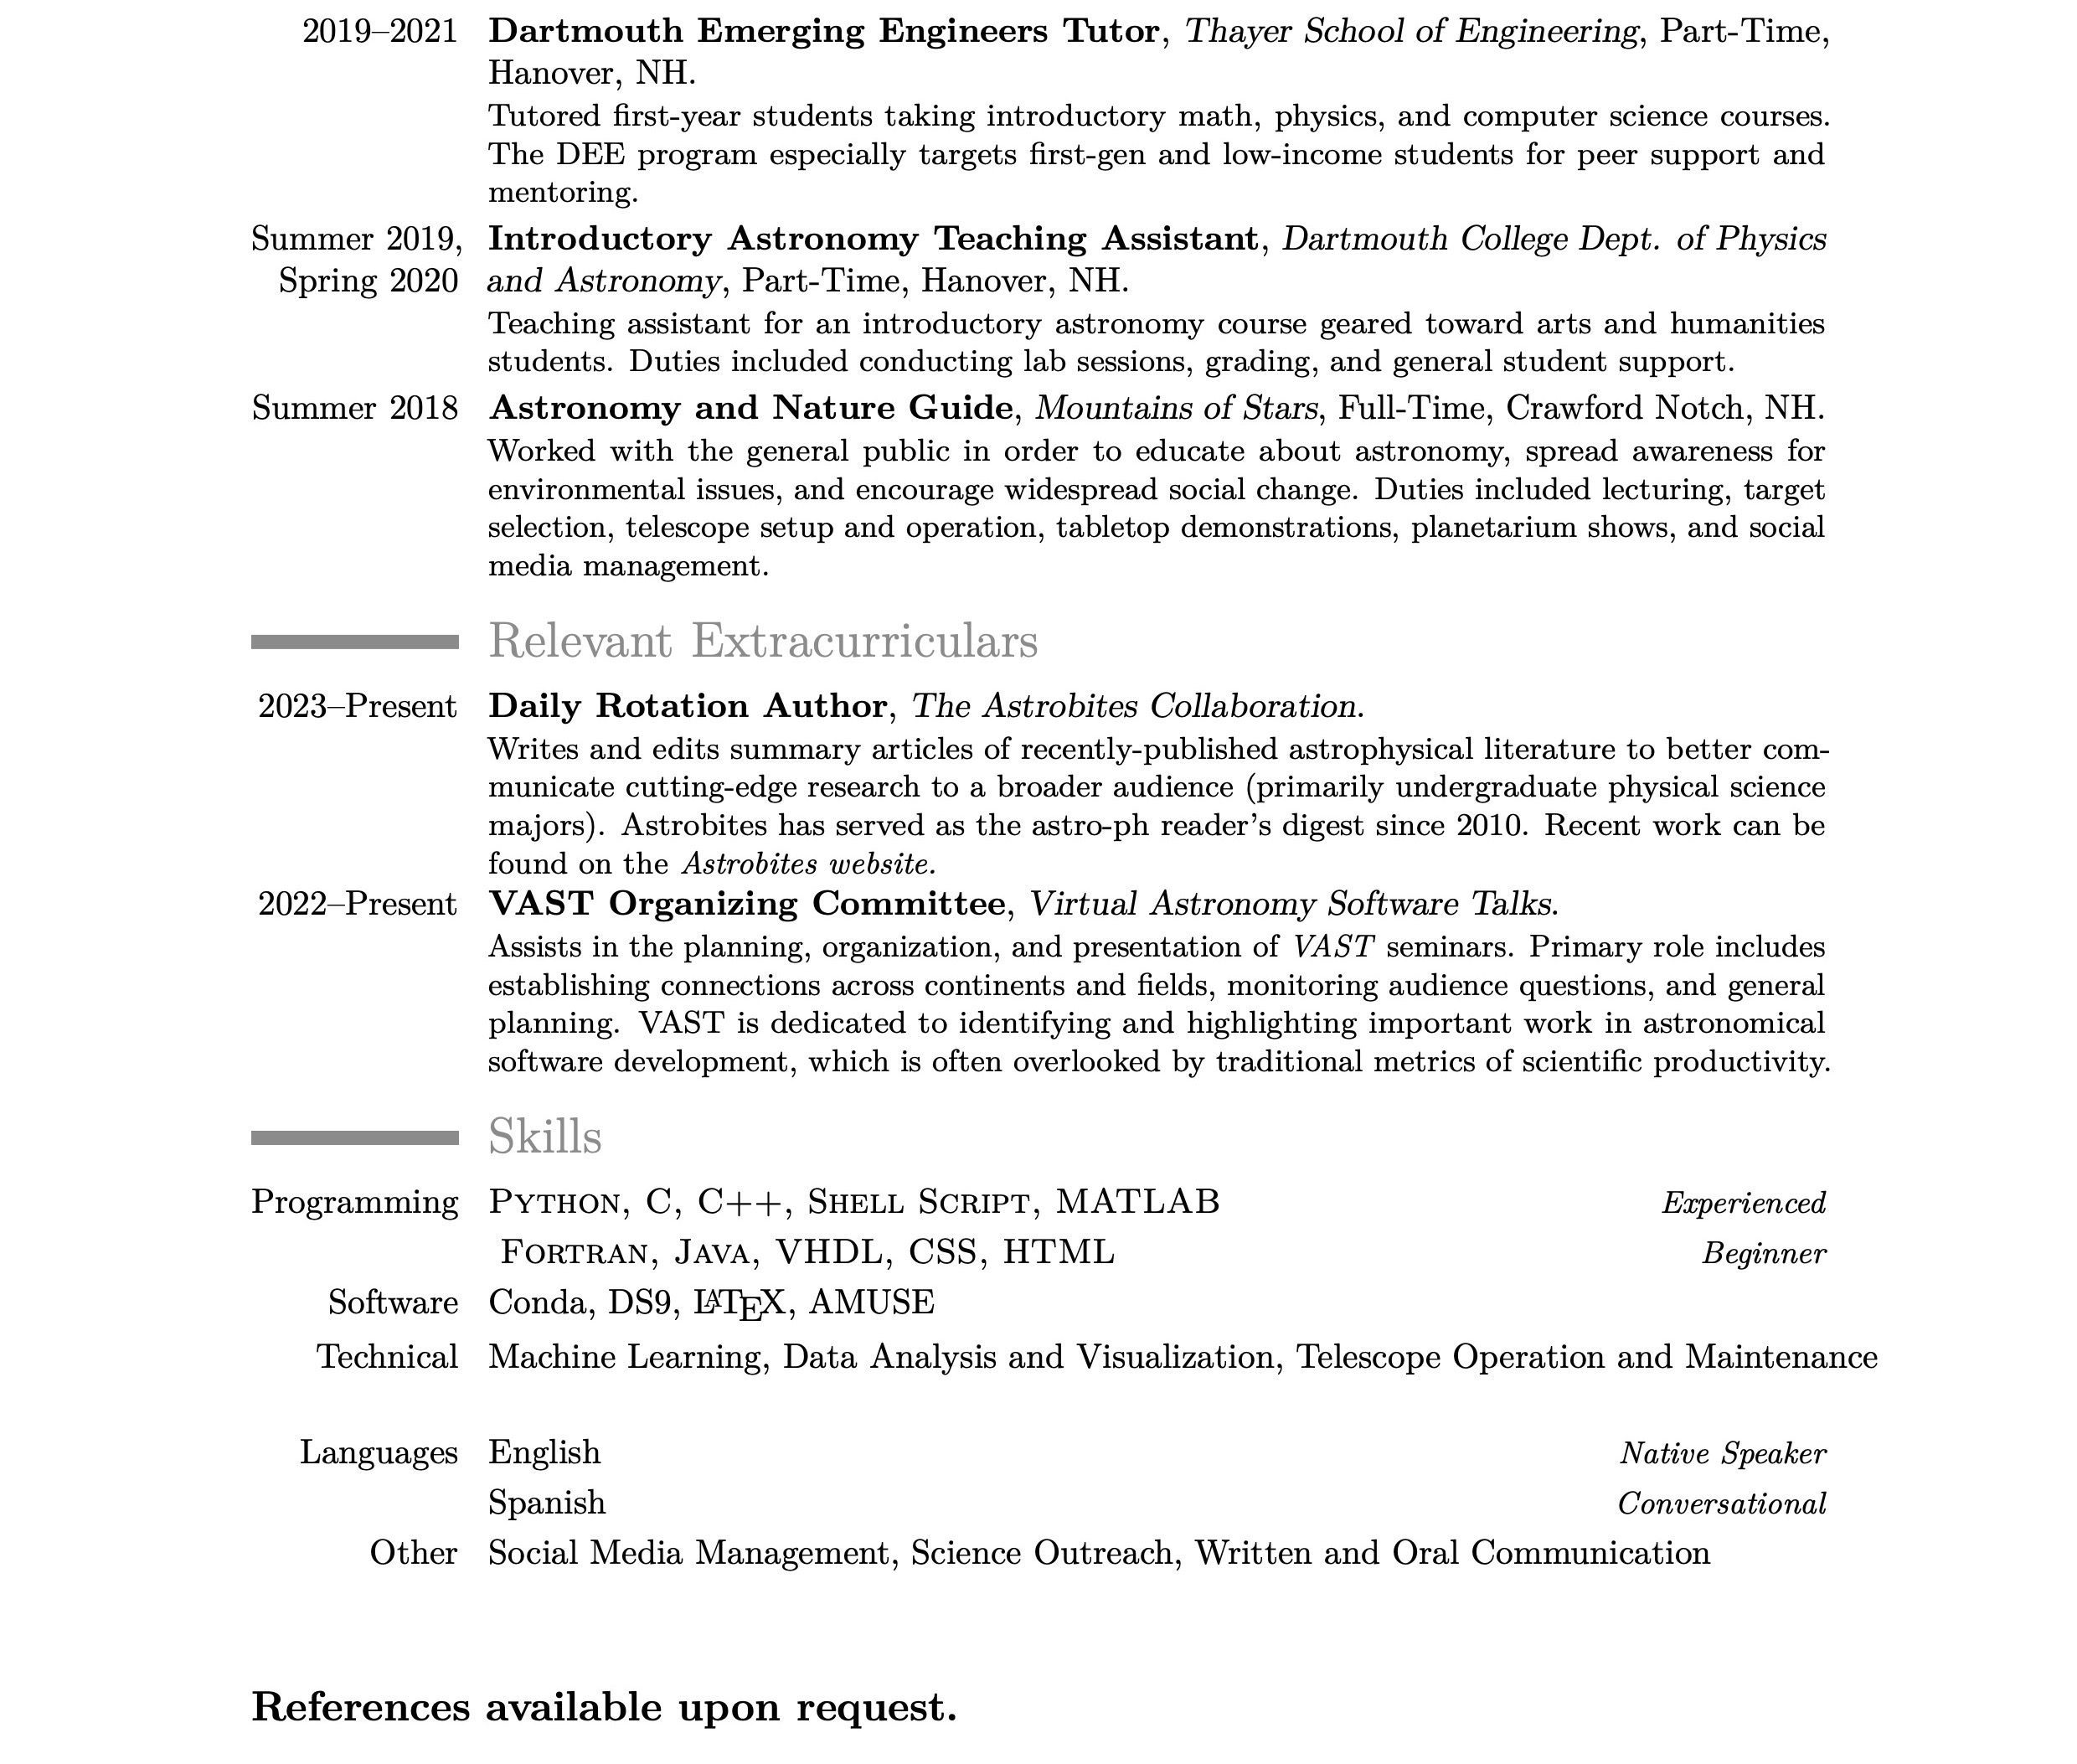 2019–2021 Dartmouth Emerging Engineers Tutor, Thayer School of Engineering, Part-Time,
Hanover, NH.
Tutored first-year students taking introductory math, physics, and computer science courses.
The DEE program especially targets first-gen and low-income students for peer support and
mentoring.
Summer 2019, Introductory Astronomy Teaching Assistant, Dartmouth College Dept. of Physics
Spring 2020 and Astronomy, Part-Time, Hanover, NH.
Teaching assistant for an introductory astronomy course geared toward arts and humanities
students. Duties included conducting lab sessions, grading, and general student support.
Summer 2018 Astronomy and Nature Guide, Mountains of Stars, Full-Time, Crawford Notch, NH.
Worked with the general public in order to educate about astronomy, spread awareness for
environmental issues, and encourage widespread social change. Duties included lecturing, target
selection, telescope setup and operation, tabletop demonstrations, planetarium shows, and social
media management.
Relevant Extracurriculars
2023–Present Daily Rotation Author, The Astrobites Collaboration.
Writes and edits summary articles of recently-published astrophysical literature to better com-
municate cutting-edge research to a broader audience (primarily undergraduate physical science
majors). Astrobites has served as the astro-ph reader's digest since 2010. Recent work can be
found on the Astrobites website.
2022–Present VAST Organizing Committee, Virtual Astronomy Software Talks.
Assists in the planning, organization, and presentation of VAST seminars. Primary role includes
establishing connections across continents and fields, monitoring audience questions, and general
planning. VAST is dedicated to identifying and highlighting important work in astronomical
software development, which is often overlooked by traditional metrics of scientific productivity.
Skills
Programming Python, C, C++, Shell Script, MATLAB Experienced
Fortran, Java, VHDL, CSS, HTML Beginner
Software Conda, DS9, LATEX, AMUSE
Technical Machine Learning, Data Analysis and Visualization, Telescope Operation and Maintenance
Languages English Native Speaker
Spanish Conversational
Other Social Media Management, Science Outreach, Written and Oral Communication
References available upon request.